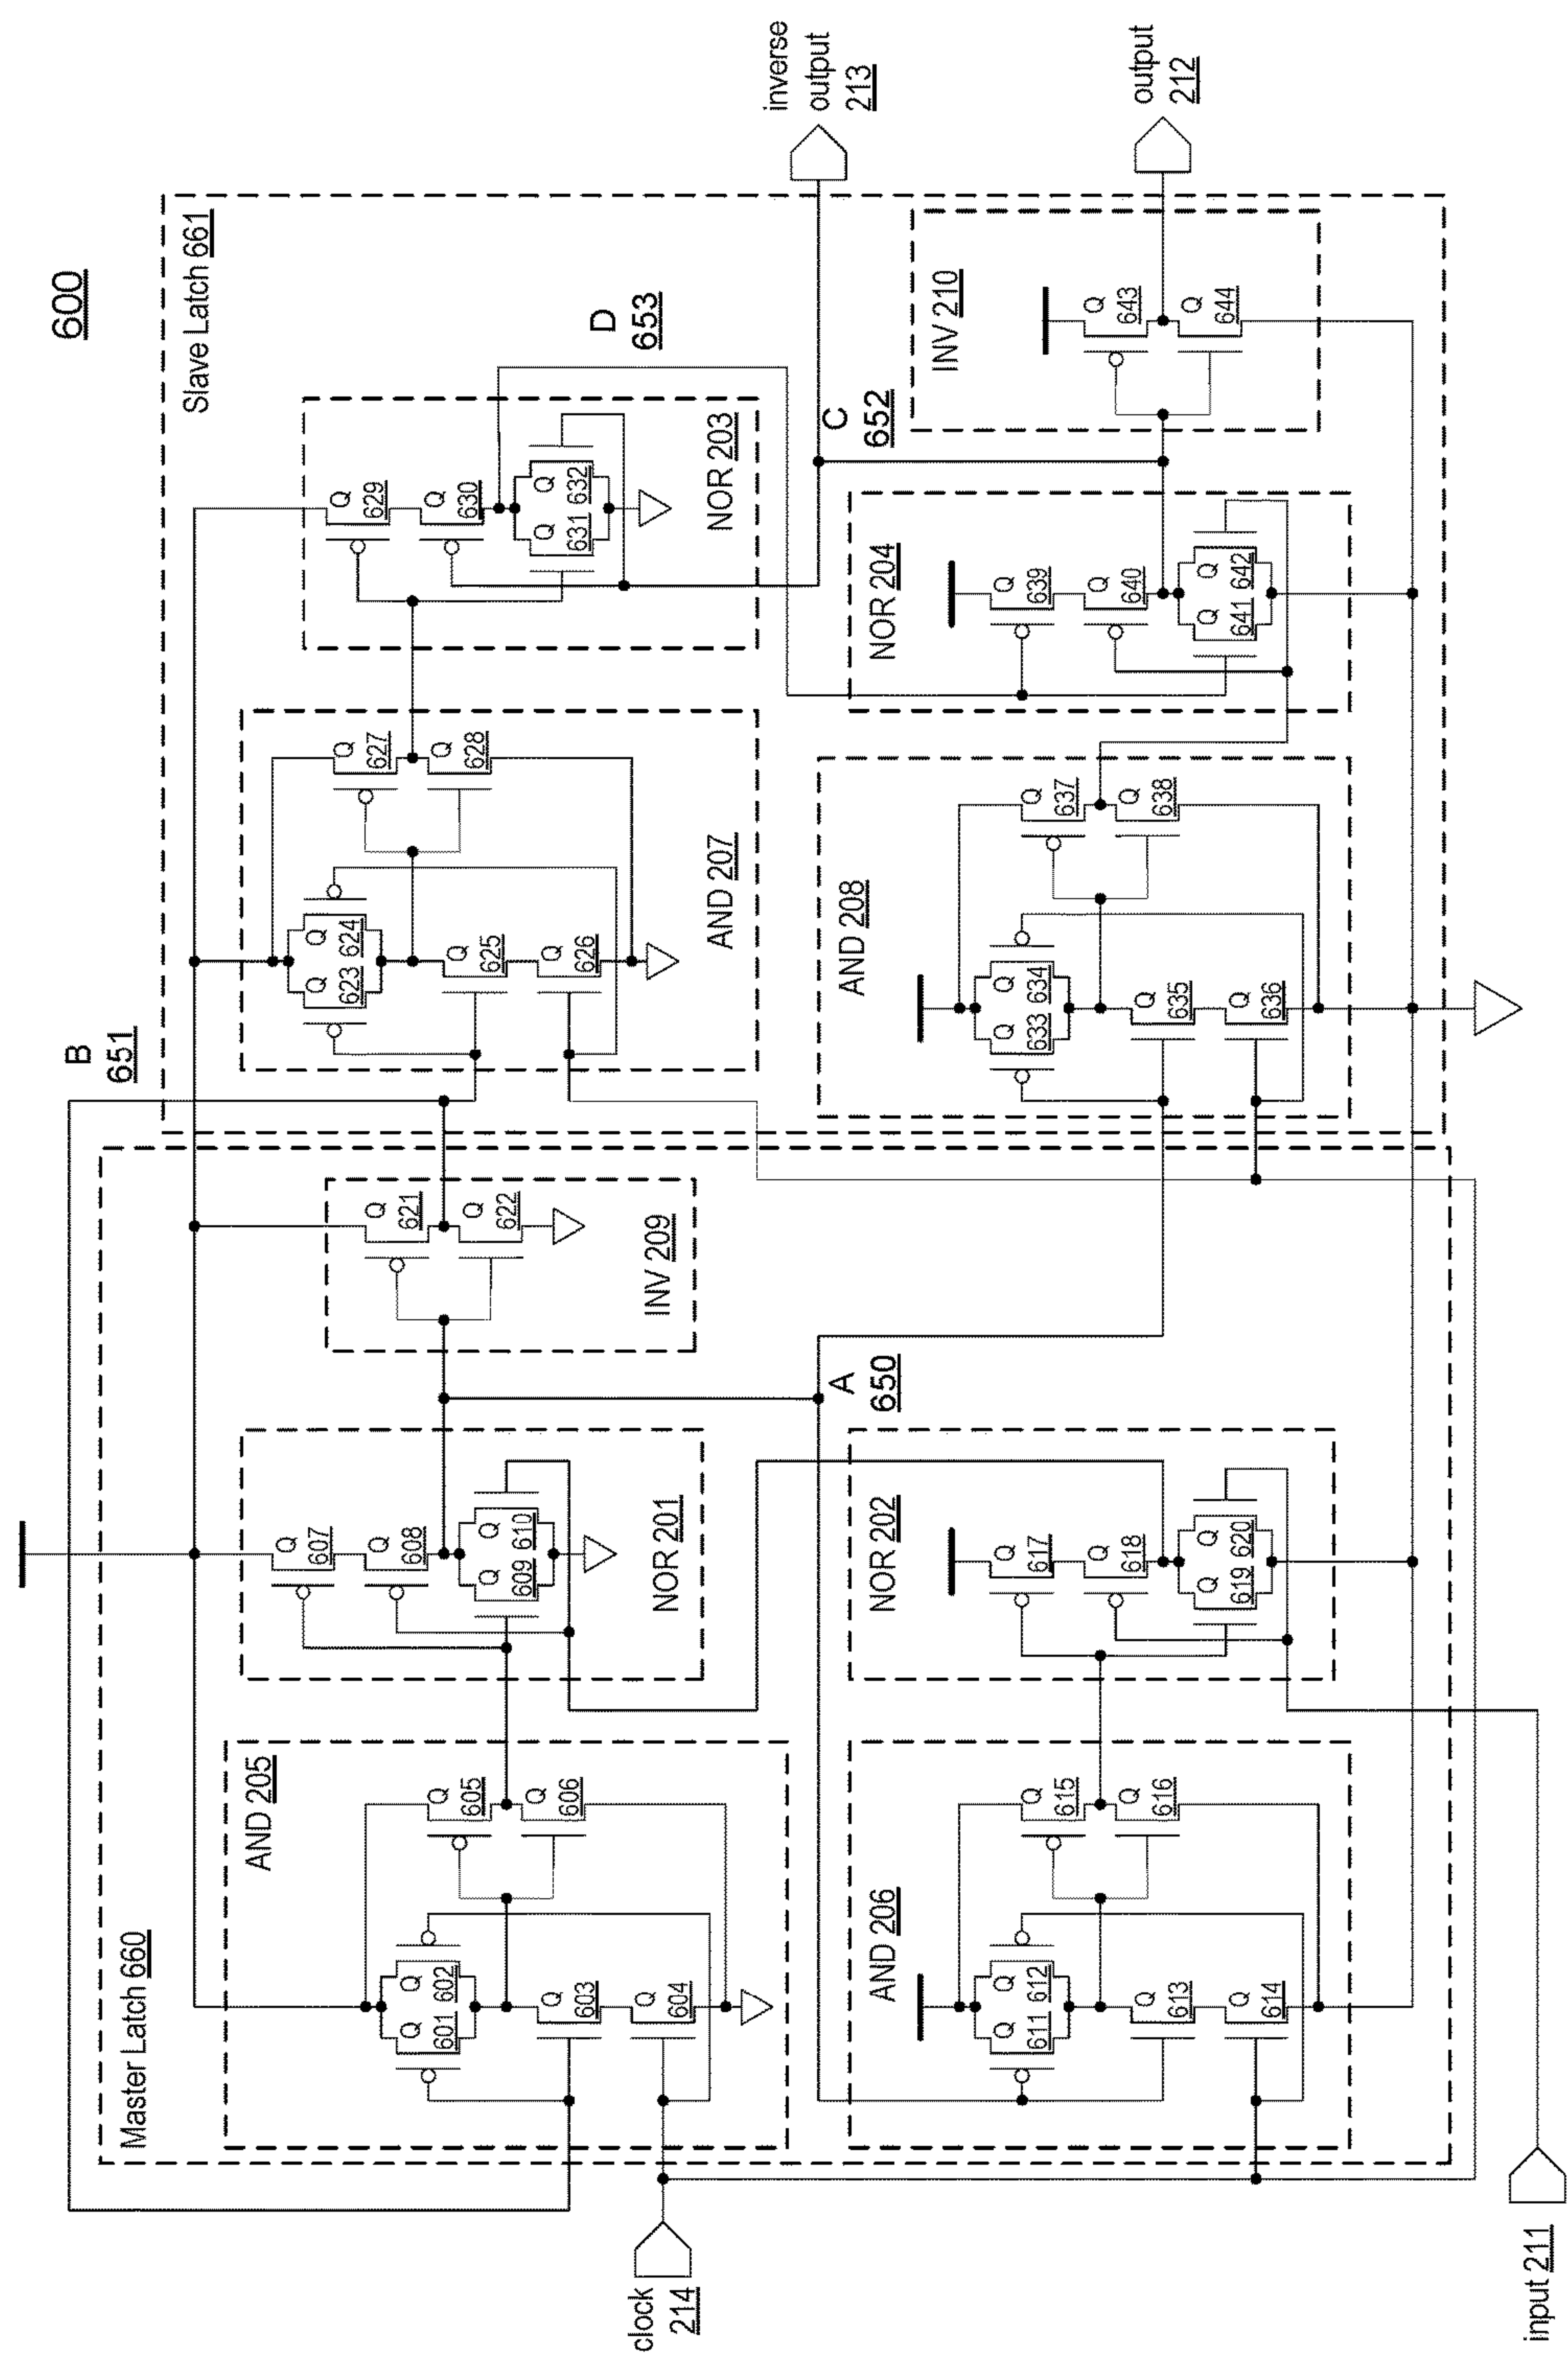 600
Slave Latch 661
inverse
output
213
output
212
D
653
Q
629
Q
630
Q
631
Q
632
NOR 203
C
652
INV 210
Q
643
Q
644
NOR 204
Q
639
Q
640
Q
641
Q
642
B
651
Q
627
Q
628
Q
623
Q
624
Q
625
Q
626
AND 207
AND 208
Q
637
Q
638
Q
633
Q
634
Q
635
Q
636
Q
621
Q
622
INV 209
A
650
Q
607
Q
608
Q
609
Q
610
NOR 201
NOR 202
Q
617
Q
618
Q
619
Q
620
Master Latch 660
AND 205
Q
605
Q
606
Q
601
Q
602
Q
603
Q
604
AND 206
Q
615
Q
616
Q
611
Q
612
Q
613
Q
614
clock
214
input 211